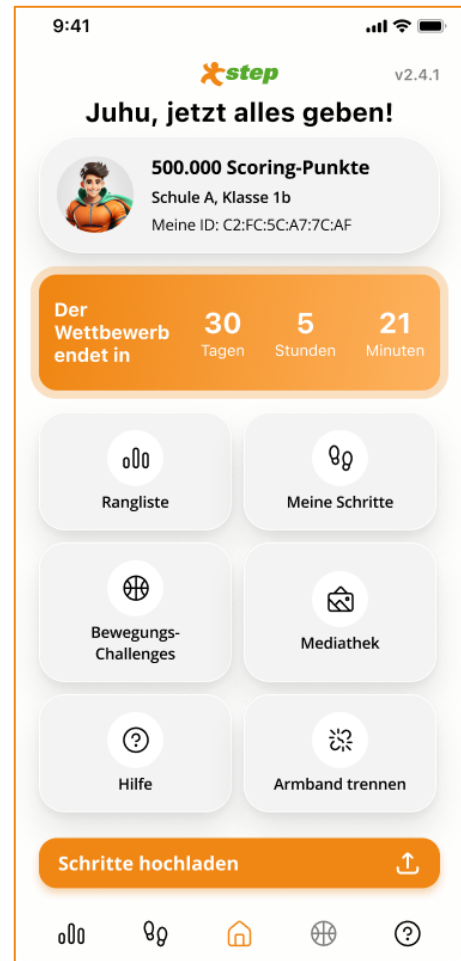 9:41
step
v2.4.1
Juhu, jetzt alles geben!
500.000 Scoring-Punkte
Schule A, Klasse 1b
Meine ID: C2:FC:5C:A7:7C:AF
Der
Wettbewerb
endet in
30
Tagen
5
Stunden
21
Minuten
Rangliste
Meine Schritte
Bewegungs-
Challenges
Mediathek
Hilfe
Armband trennen
Schritte hochladen